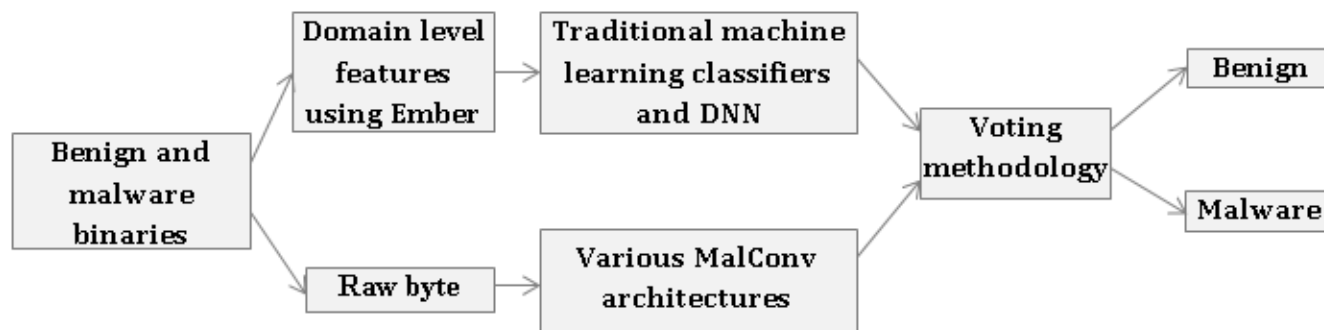 Benign and
malware
binaries
Domain level
features
using Ember
Traditional machine
learning classifiers
and DNN
Raw byte
Various MalConv
architectures
Voting
methodology
Benign
Malware